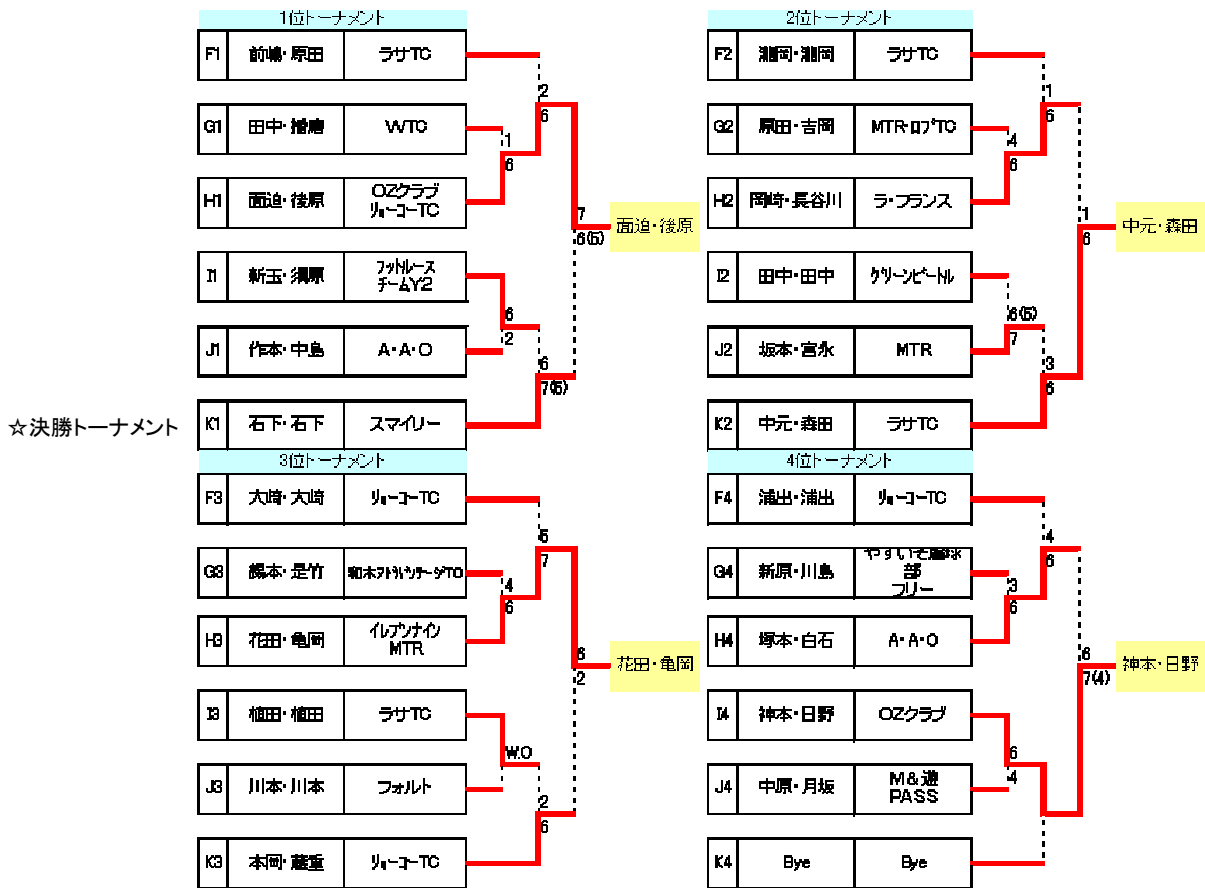 1位トーナメント
F1 前嶋・原田 ラサTC
G1 田中・播磨 VVTC
H1 面迫・後原 OZクラブ
リョーコーTC
I1 新玉・須原 フットルース
チームY2
J1 作本・中島 A・A・O
K1 石下・石下 スマイリー
2
6
1
6
7
6(5)
6
2
6
7(5)
面迫・後原
2位トーナメント
F2 ラサTC
G2 原田・吉岡 MTR・ロブTC
H2 岡崎・長谷川 ラ・フランス
I2 田中・田中 グリーンビートル
J2 坂本・宮永 MTR
K2 中元・森田 ラサTC
1
6
4
6
1
6
6(5)
7
3
6
中元・森田
☆決勝トーナメント
3位トーナメント
F3 大崎・大崎 リョーコーTC
G3 是竹
H3 花田・亀岡 イレブンナイン
MTR
I3 植田・植田 ラサTC
J3 川本・川本 フォルト
K3 本岡・藤重 リョーコーTC
5
7
4
6
6
2
W.O
2
6
花田・亀岡
4位トーナメント
F4 浦出・浦出 リョーコーTC
G4 新原・川島 部
フリー
H4 塚本・白石 A・A・O
I4 神本・日野 OZクラブ
J4 中原・月坂 M&遊
PASS
K4 Bye Bye
4
6
3
6
6
7(4)
6
4
神本・日野